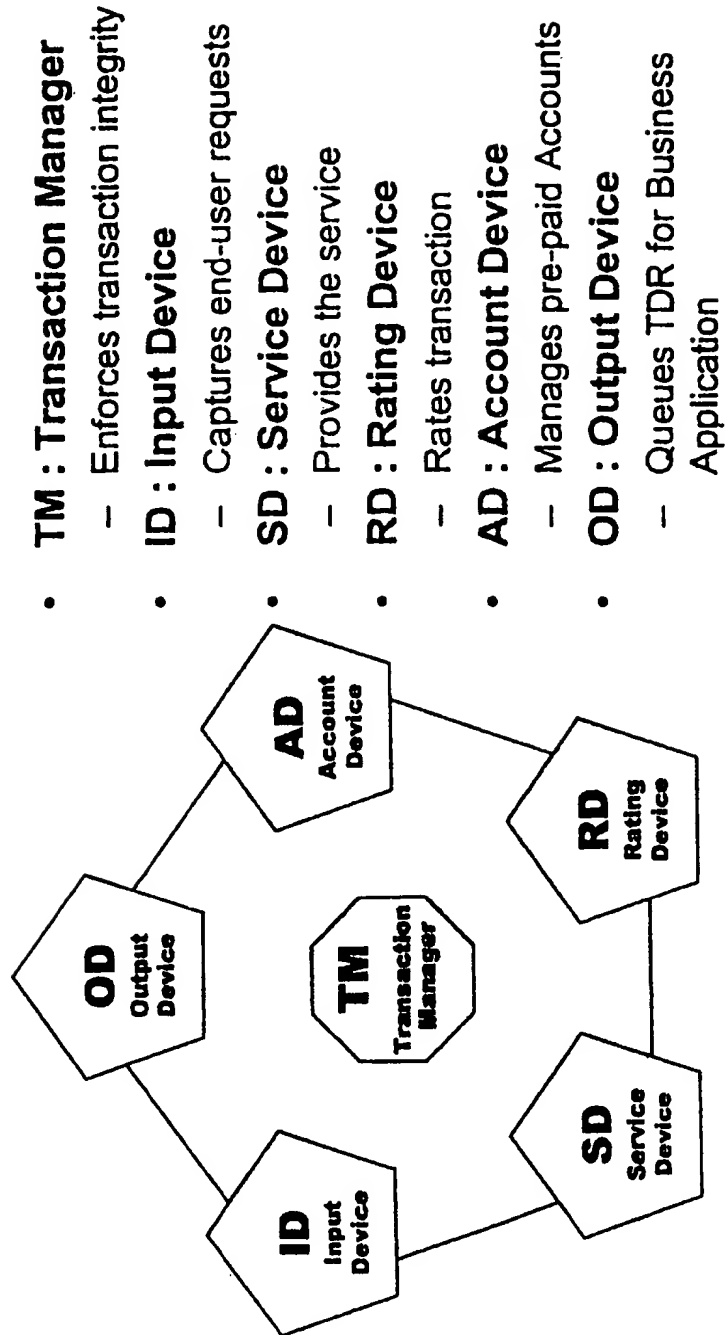 OD
Output
Device
ID
Input
Device
TM
Transaction
Manager
AD
Account
Device
SD
Service
Device
RD
Rating
Device
• TM : Transaction Manager
– Enforces transaction integrity
• ID : Input Device
– Captures end-user requests
• SD : Service Device
– Provides the service
• RD : Rating Device
– Rates transaction
• AD : Account Device
– Manages pre-paid Accounts
• OD : Output Device
– Queues TDR for Business
Application